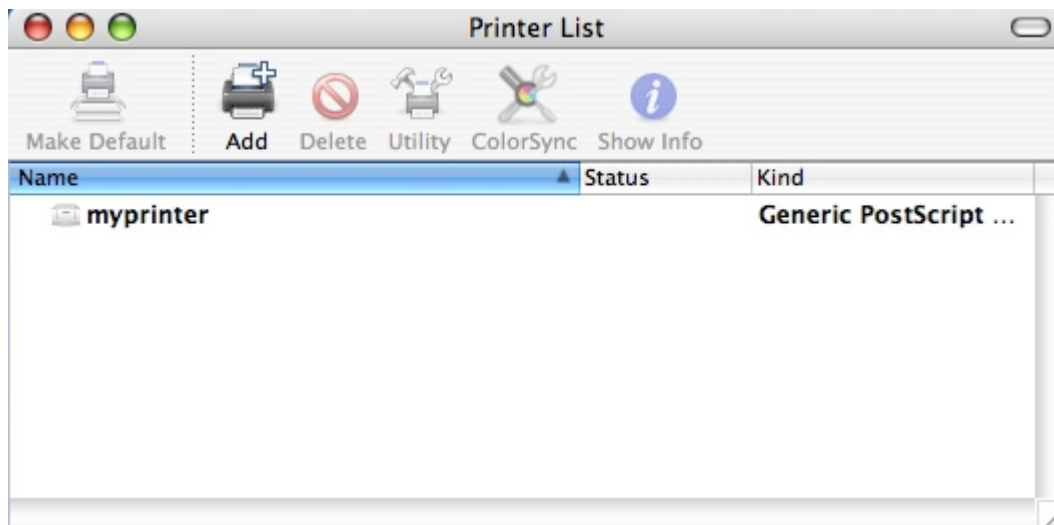 Printer List
Make Default Add Delete Utility ColorSync Show Info
Name Status Kind
myprinter Generic PostScript ...